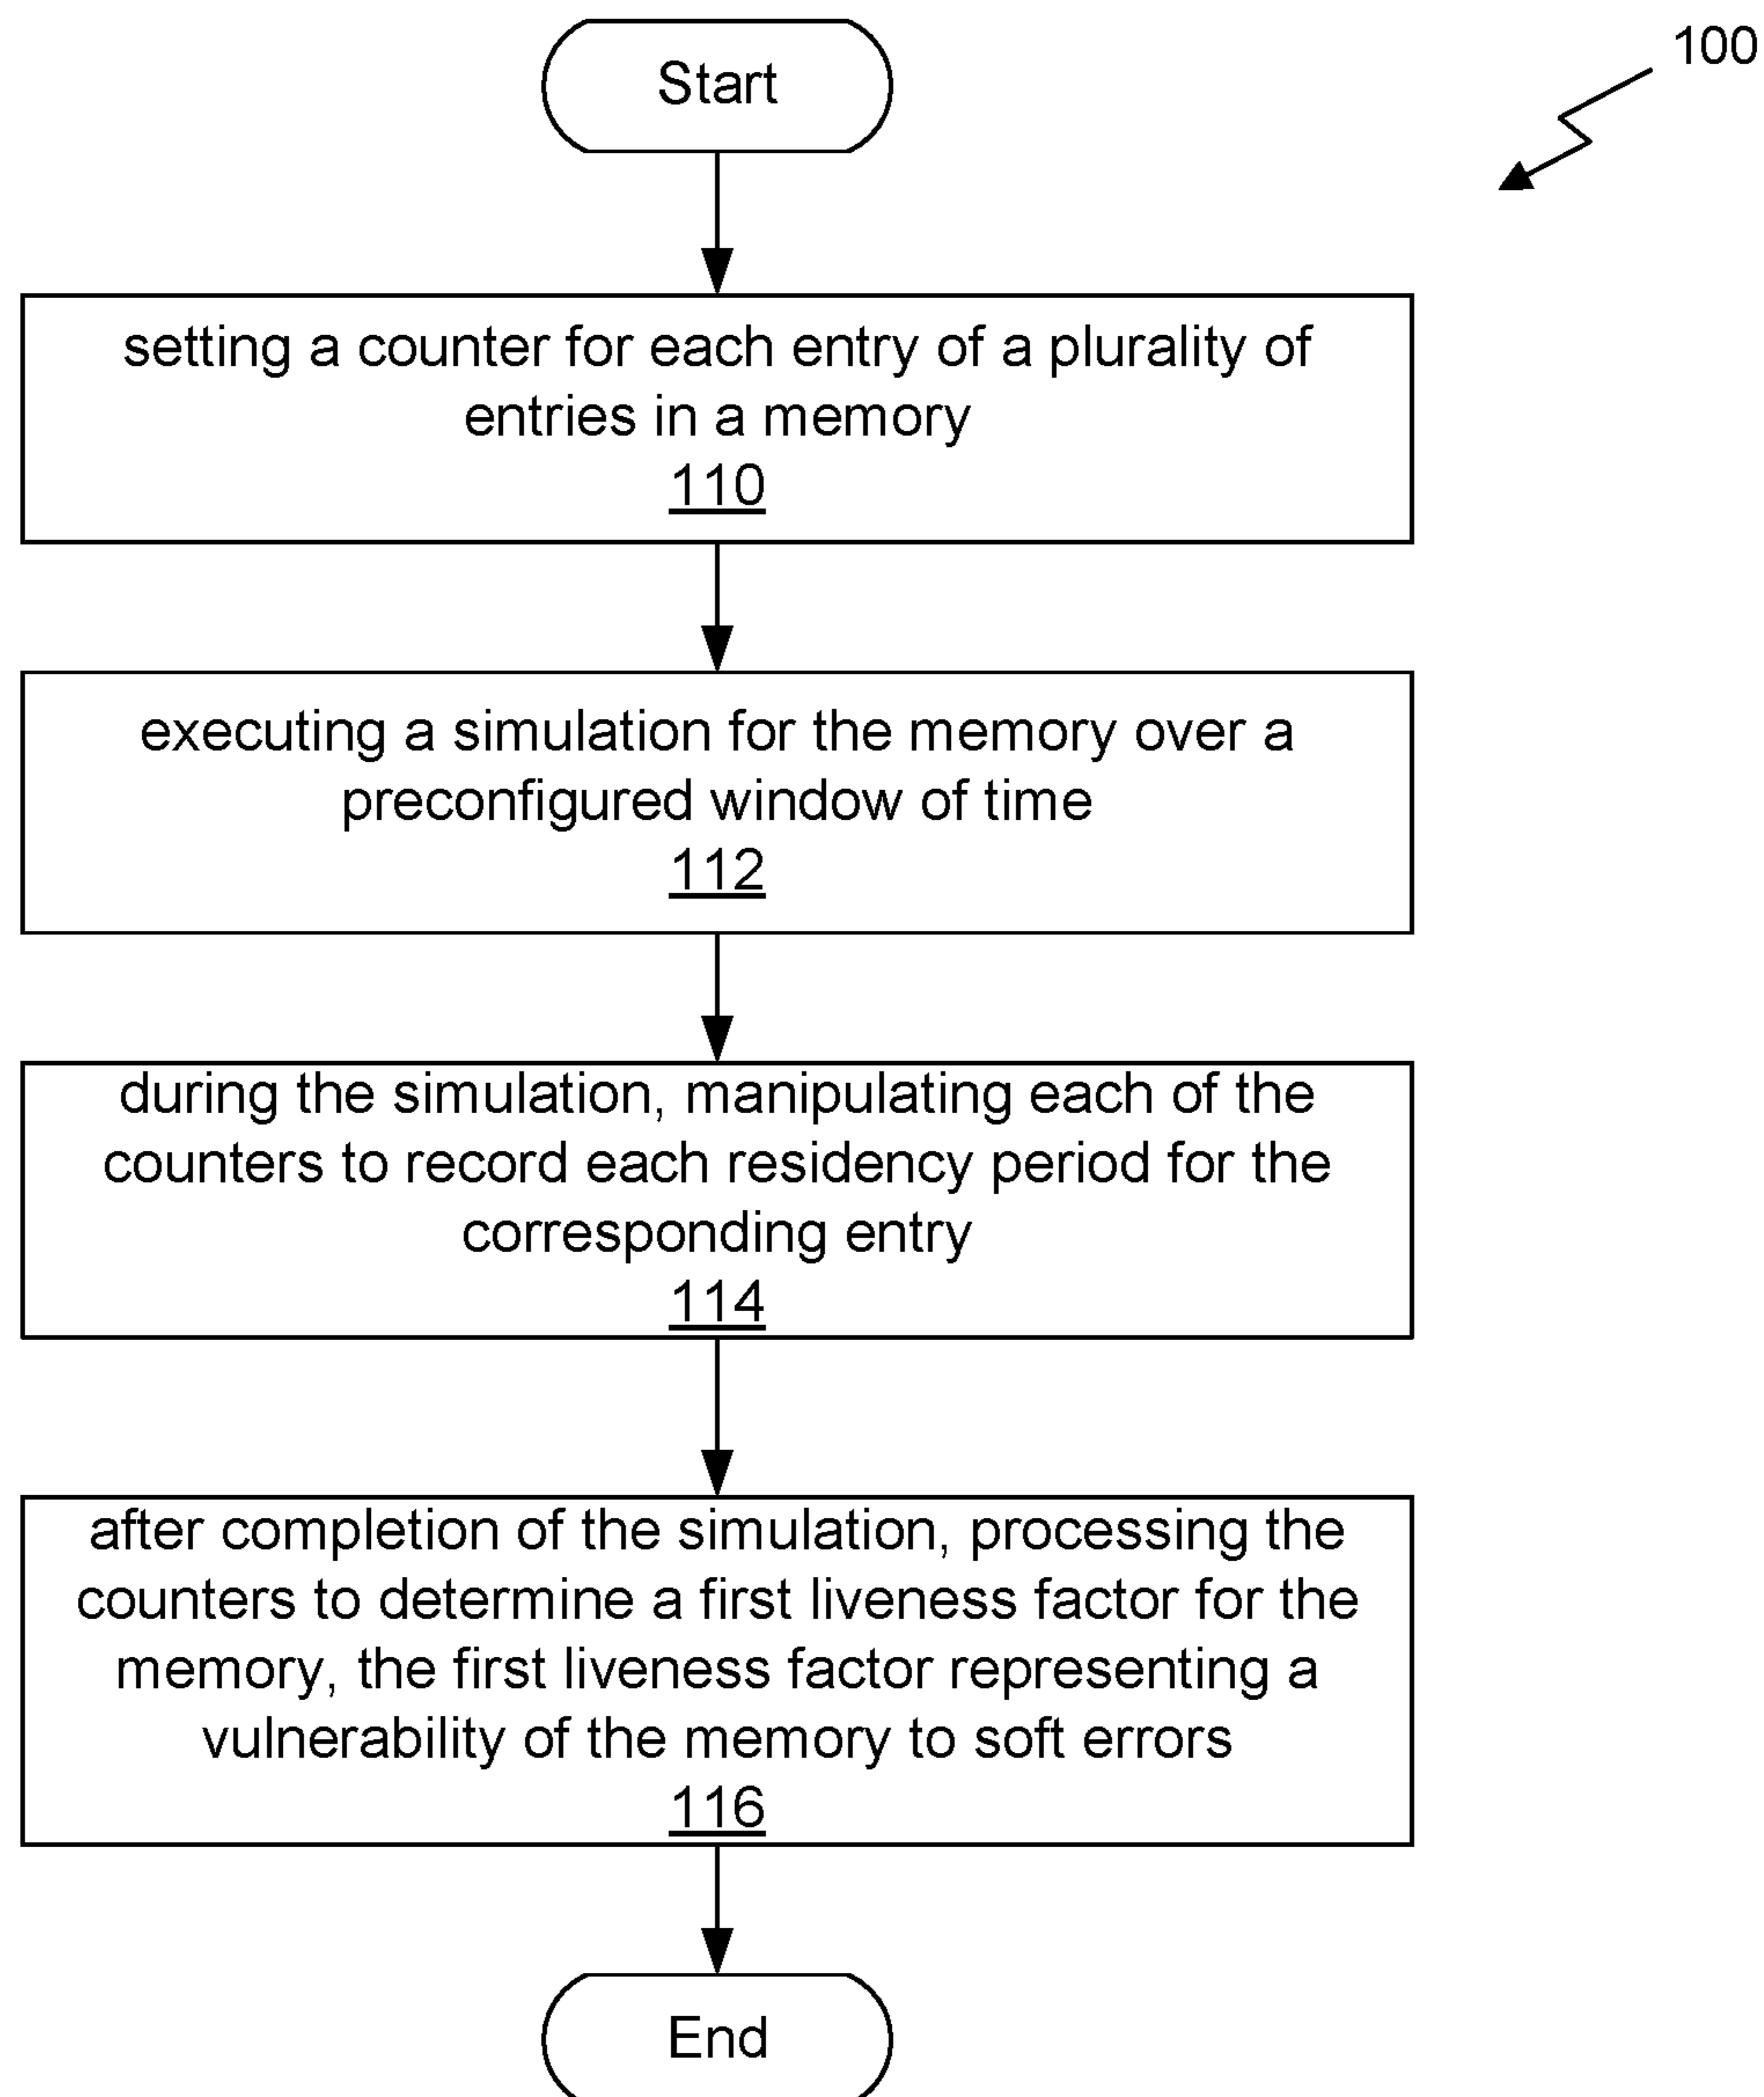 100
Start
setting a counter for each entry of a plurality of
entries in a memory
110
executing a simulation for the memory over a
preconfigured window of time
112
during the simulation, manipulating each of the
counters to record each residency period for the
corresponding entry
114
after completion of the simulation, processing the
counters to determine a first liveness factor for the
memory, the first liveness factor representing a
vulnerability of the memory to soft errors
116
End